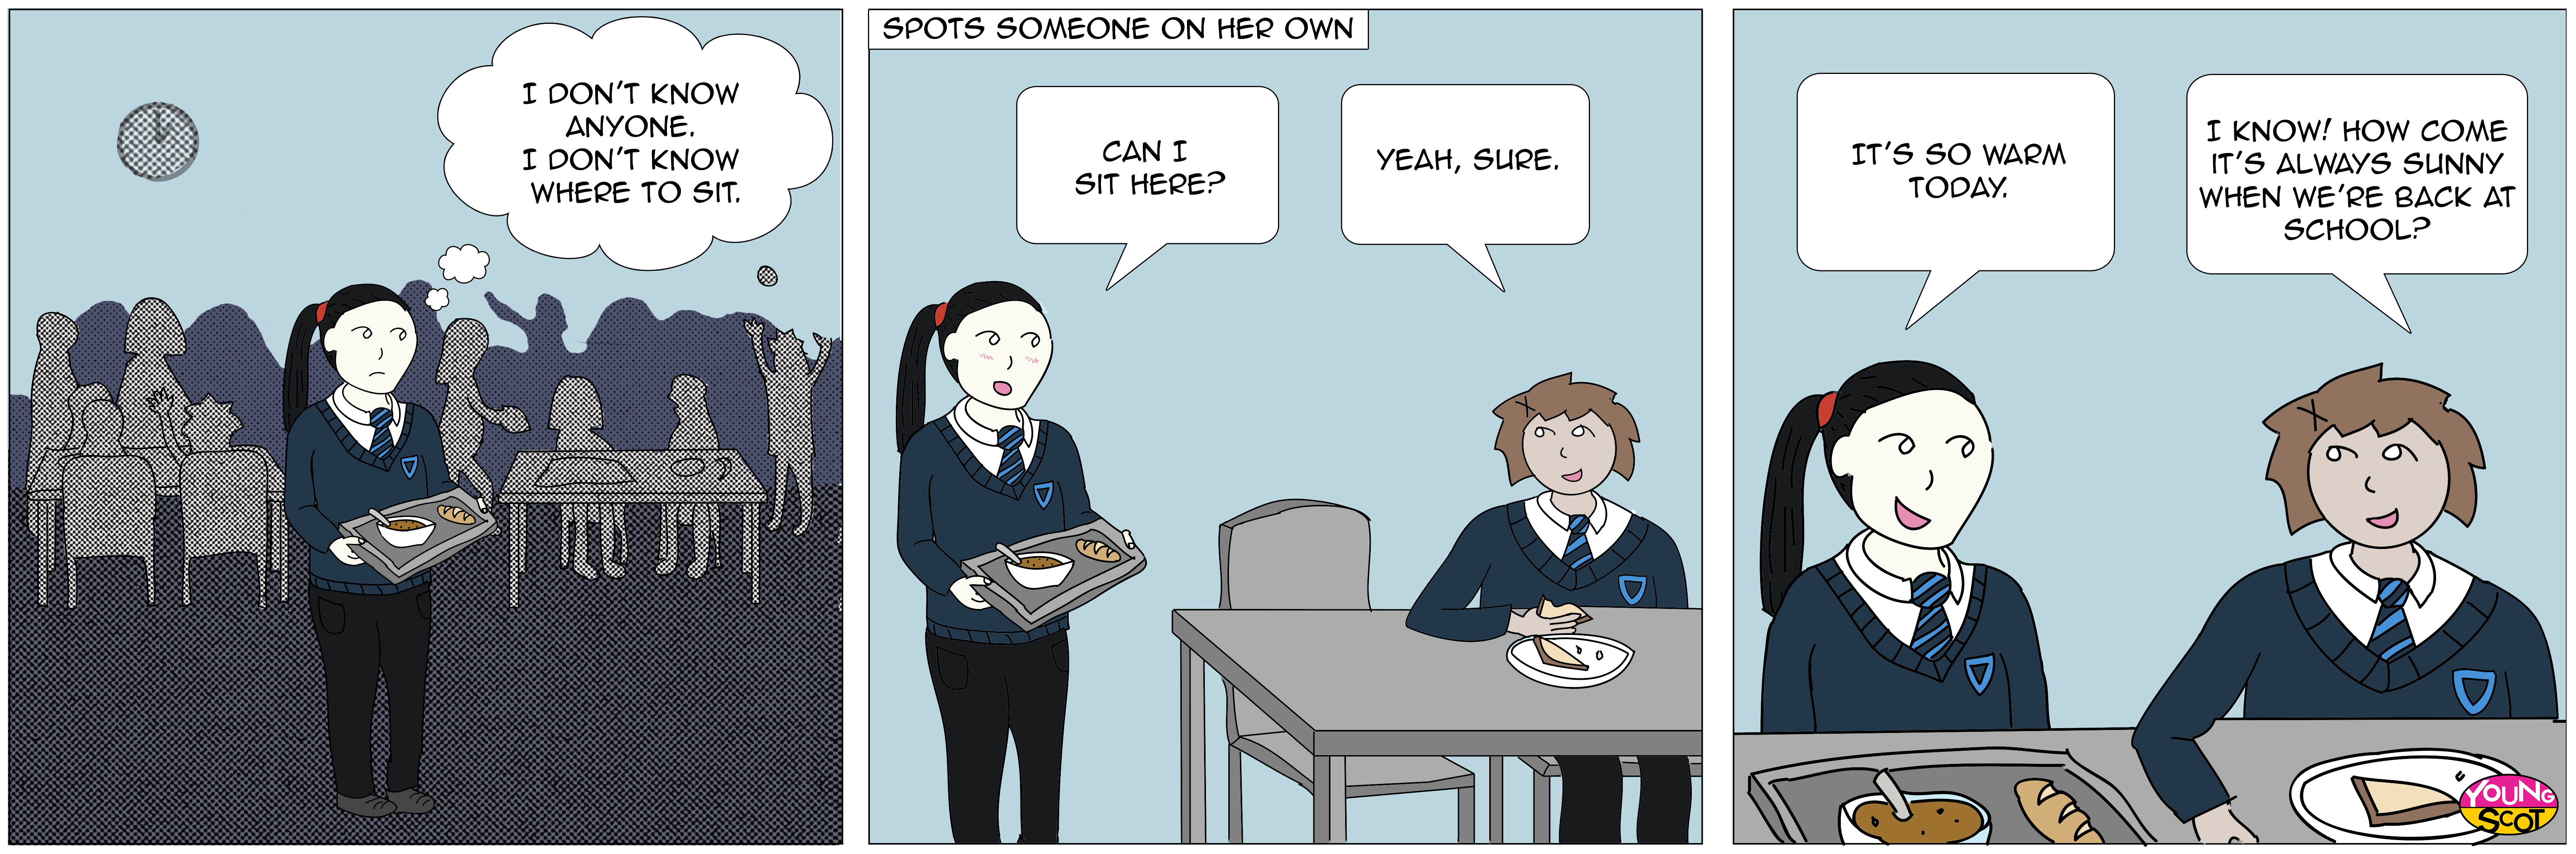 I DON'T KNOW
ANYONE.
I DON'T KNOW
WHERE TO SIT.
SPOTS SOMEONE ON HER OWN
CAN I
SIT HERE?
YEAH, SURE.
IT'S SO WARM
TODAY.
I KNOW! HOW COME
IT'S ALWAYS SUNNY
WHEN WE'RE BACK AT
SCHOOL?
YOUNG
SCOT